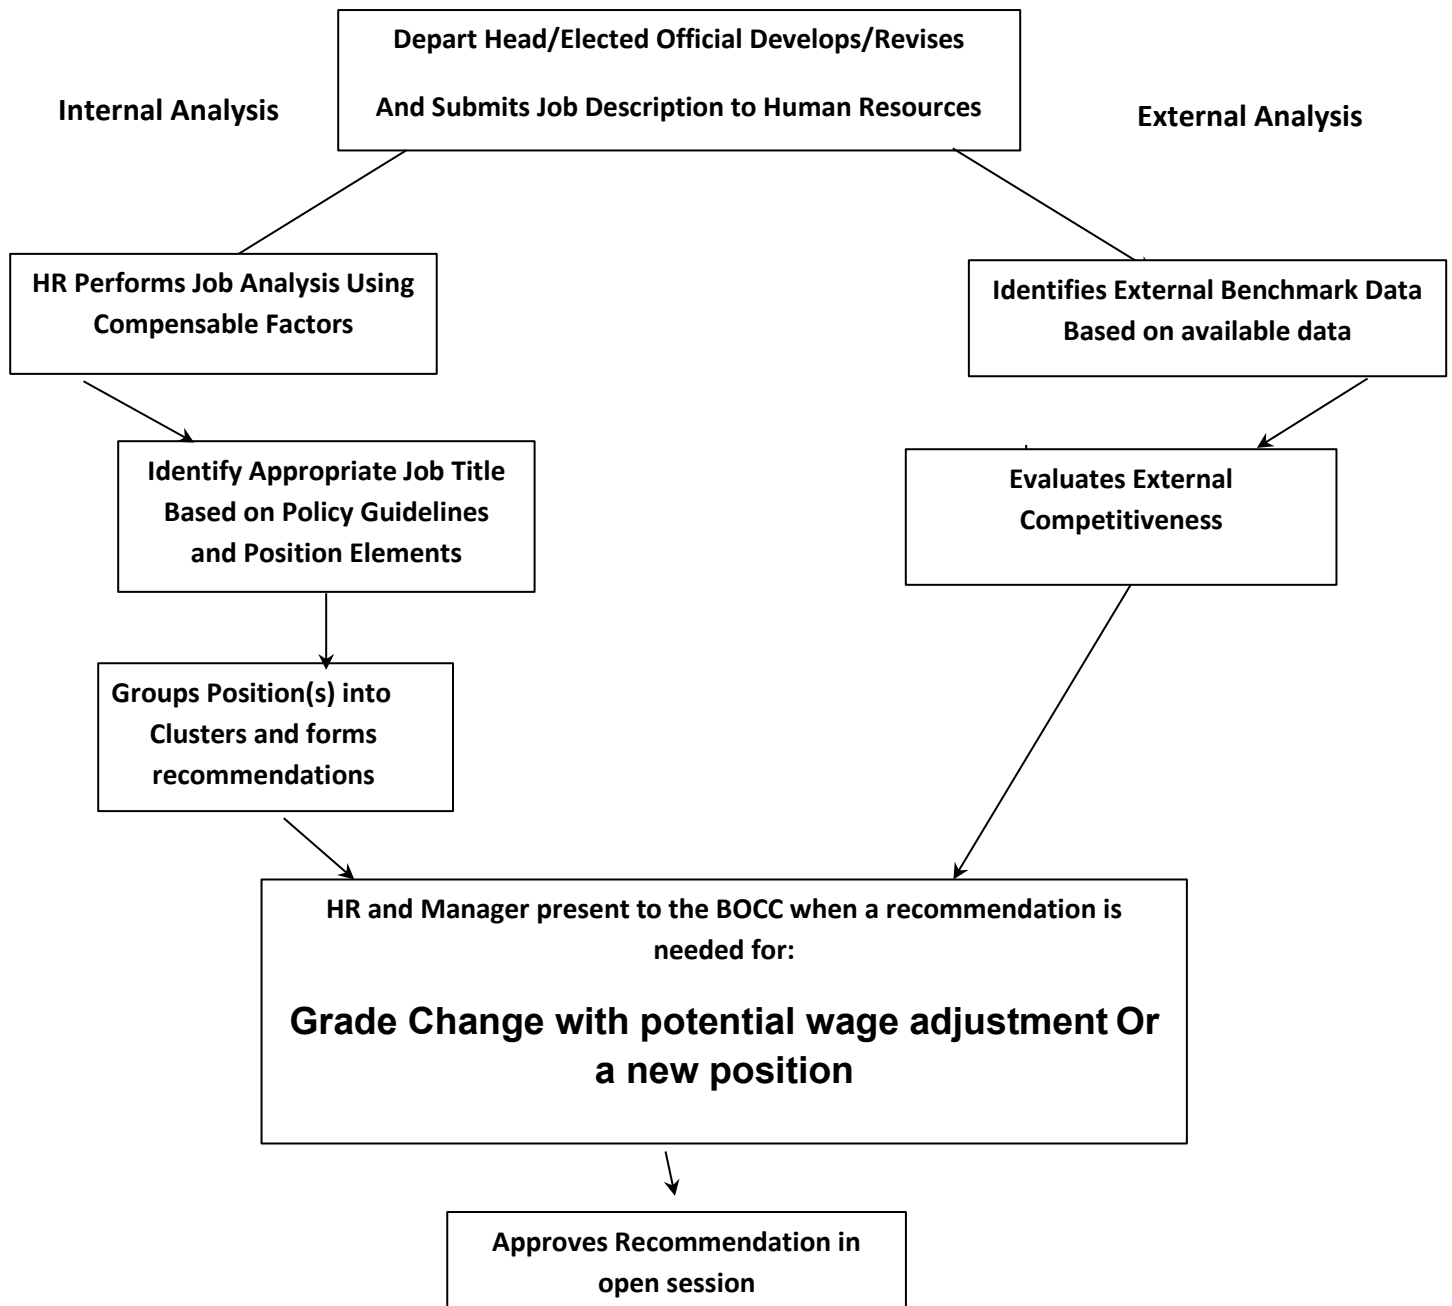 Depart Head/Elected Official Develops/Revises
And Submits Job Description to Human Resources
Internal Analysis
External Analysis
HR Performs Job Analysis Using
Compensable Factors
Identifies External Benchmark Data
Based on available data
Identify Appropriate Job Title
Based on Policy Guidelines
and Position Elements
Evaluates External
Competitiveness
Groups Position(s) into
Clusters and forms
recommendations
HR and Manager present to the BOCC when a recommendation is
needed for:
Grade Change with potential wage adjustment Or
a new position
Approves Recommendation in
open session